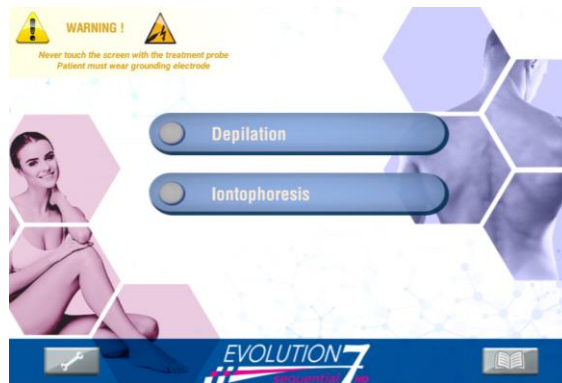 WARNING !
Never touch the screen with the treatment probe
Patient must wear grounding electrode
Depilation
Iontophoresis
EVOLUTION 7
sequential HD